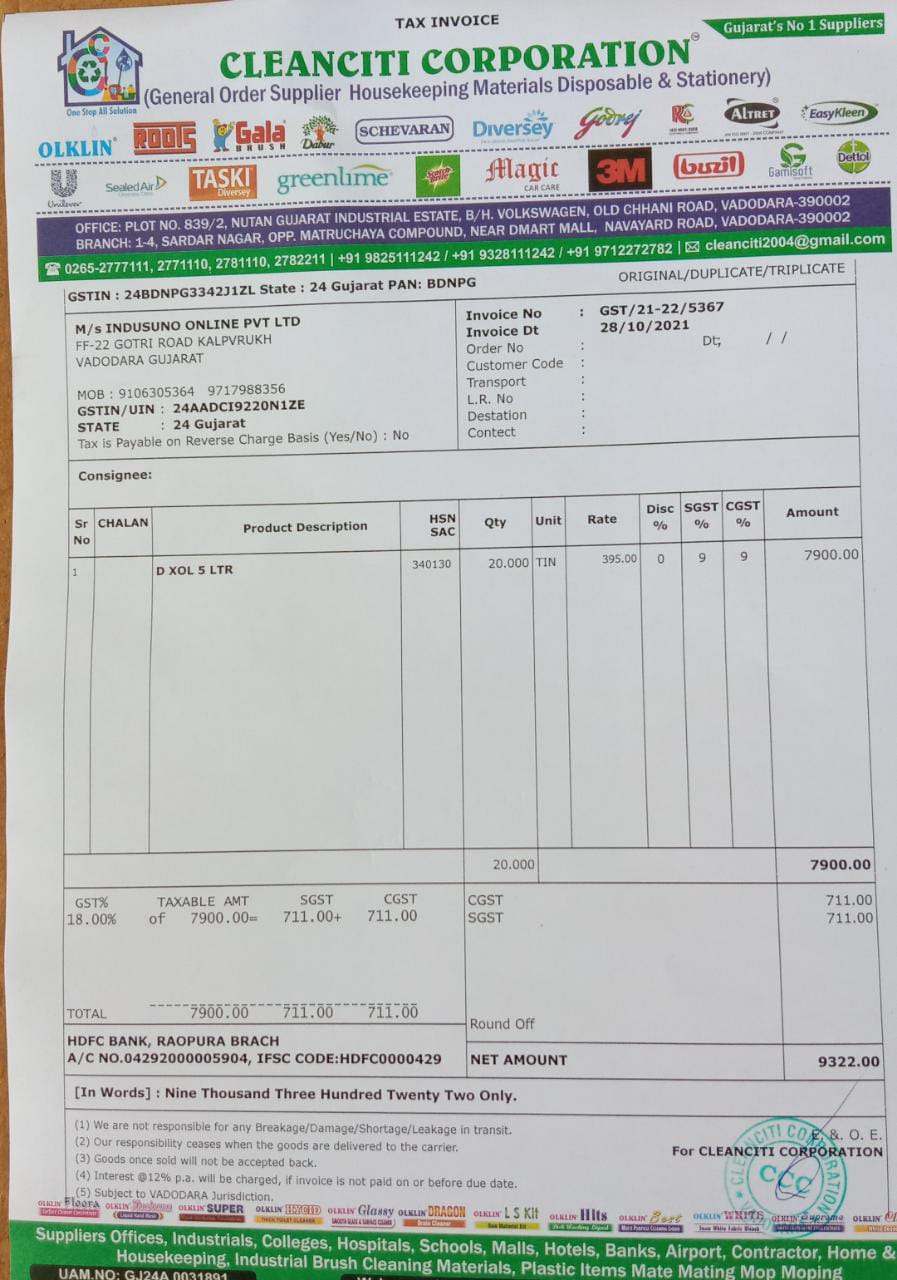 TAX INVOICE
Gujarat's No 1 Suppliers
CLEANCITI CORPORATION™
(General Order Supplier Housekeeping Materials Disposable & Stationery)
One Stop All Solution
OLKLIN® ROOTS Gala BRUSH Dabur SCHEVARAN Diversey Godrej ALTRET EasyKleen
Unilever Sealed Air TASKI Diversey greenlime Scotch Brite Magic CAR CARE 3M buzil Gamisoft Dettol
OFFICE: PLOT NO. 839/2, NUTAN GUJARAT INDUSTRIAL ESTATE, B/H. VOLKSWAGEN, OLD CHHANI ROAD, VADODARA-390002
BRANCH: 1-4, SARDAR NAGAR, OPP. MATRUCHAYA COMPOUND, NEAR DMART MALL, NAVAYARD ROAD, VADODARA-390002
0265-2777111, 2771110, 2781110, 2782211 | +91 9825111242 / +91 9328111242 / +91 9712272782 | cleanciti2004@gmail.com
GSTIN : 24BDNPG3342J1ZL State : 24 Gujarat PAN: BDNPG
ORIGINAL/DUPLICATE/TRIPLICATE
M/s INDUSUNO ONLINE PVT LTD
FF-22 GOTRI ROAD KALPVRUKH
VADODARA GUJARAT
MOB : 9106305364 9717988356
GSTIN/UIN : 24AADCI9220N1ZE
STATE : 24 Gujarat
Tax is Payable on Reverse Charge Basis (Yes/No) : No
Invoice No : GST/21-22/5367
Invoice Dt 28/10/2021
Order No : Dt; / /
Customer Code :
Transport :
L.R. No :
Destation :
Contect :
Consignee:
Sr No CHALAN Product Description HSN SAC Qty Unit Rate Disc % SGST % CGST % Amount
1 D XOL 5 LTR 340130 20.000 TIN 395.00 0 9 9 7900.00
20.000 7900.00
GST% TAXABLE AMT SGST CGST
18.00% of 7900.00= 711.00+ 711.00
CGST 711.00
SGST 711.00
TOTAL 7900.00 711.00 711.00
Round Off
HDFC BANK, RAOPURA BRACH
A/C NO.04292000005904, IFSC CODE:HDFC0000429
NET AMOUNT 9322.00
[In Words] : Nine Thousand Three Hundred Twenty Two Only.
(1) We are not responsible for any Breakage/Damage/Shortage/Leakage in transit.
(2) Our responsibility ceases when the goods are delivered to the carrier.
(3) Goods once sold will not be accepted back.
(4) Interest @12% p.a. will be charged, if invoice is not paid on or before due date.
(5) Subject to VADODARA Jurisdiction.
E. & O. E.
For CLEANCITI CORPORATION
CLEANCITI CORPORATION
CCC
OLKLIN Floora OLKLIN OLKLIN SUPER OLKLIN HYCID OLKLIN Glassy OLKLIN DRAGON OLKLIN L S Kit OLKLIN Hits OLKLIN Best OLKLIN WHITE OLKLIN Supreme OLKLIN
Suppliers Offices, Industrials, Colleges, Hospitals, Schools, Malls, Hotels, Banks, Airport, Contractor, Home &
Housekeeping, Industrial Brush Cleaning Materials, Plastic Items Mate Mating Mop Moping
UAM.NO: GJ24A 0031891